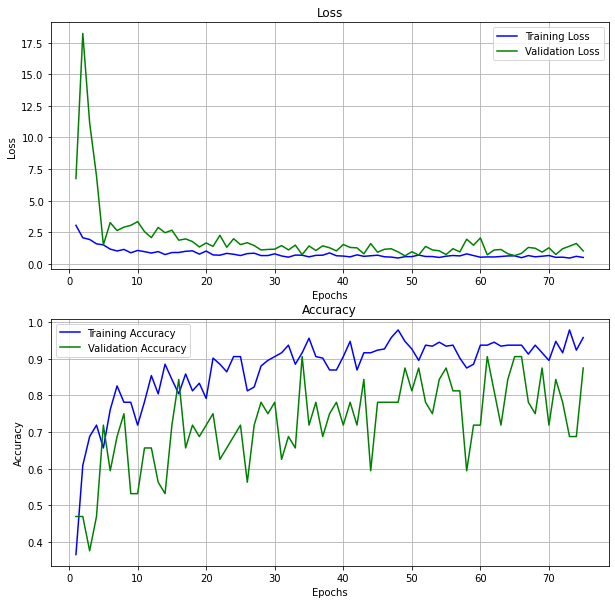 Loss
17.5
15.0
12.5
10.0
7.5
5.0
2.5
0.0
Loss
Training Loss
Validation Loss
0 10 20 30 40 50 60 70
Epochs
Accuracy
1.0
0.9
0.8
0.7
0.6
0.5
0.4
Accuracy
Training Accuracy
Validation Accuracy
0 10 20 30 40 50 60 70
Epochs